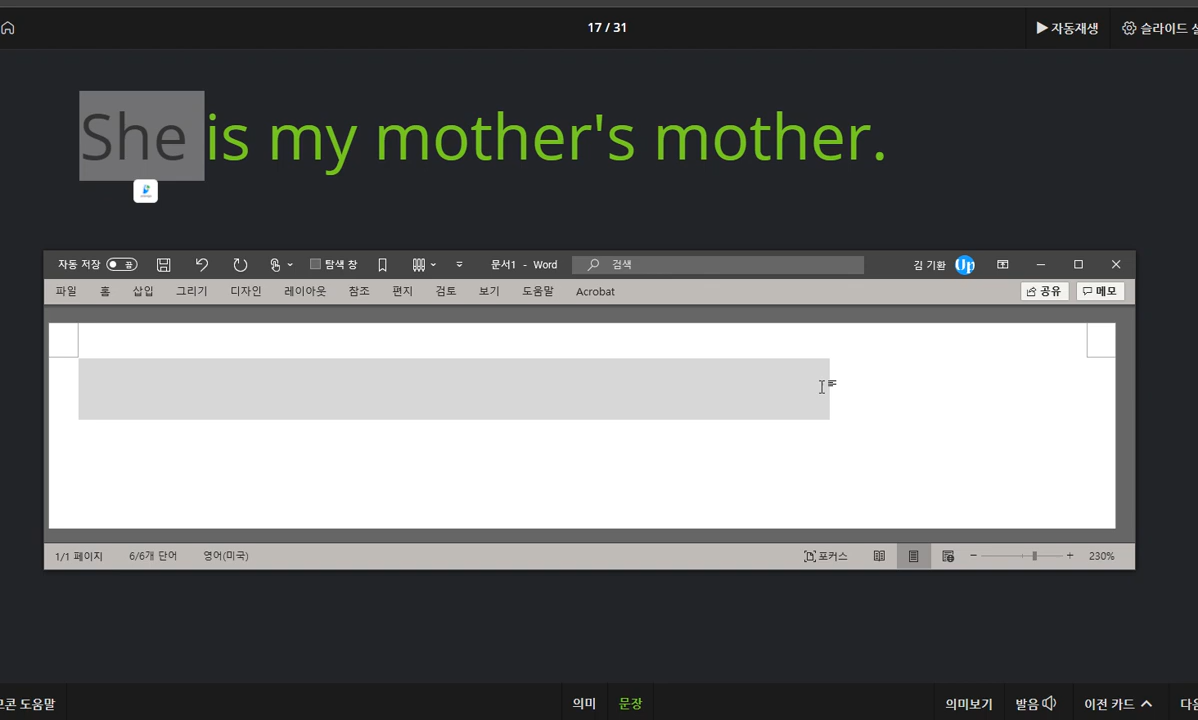 17 / 31
▶ 자동재생
슬라이드
She is my mother's mother.
자동 저장 끔
탐색 창
문서1 - Word
검색
김 기환
Up
파일 홈 삽입 그리기 디자인 레이아웃 참조 편지 검토 보기 도움말 Acrobat
공유 메모
1/1 페이지 6/6개 단어 영어(미국)
포커스
− + 230%
도움말
의미 문장
의미보기 발음 이전 카드